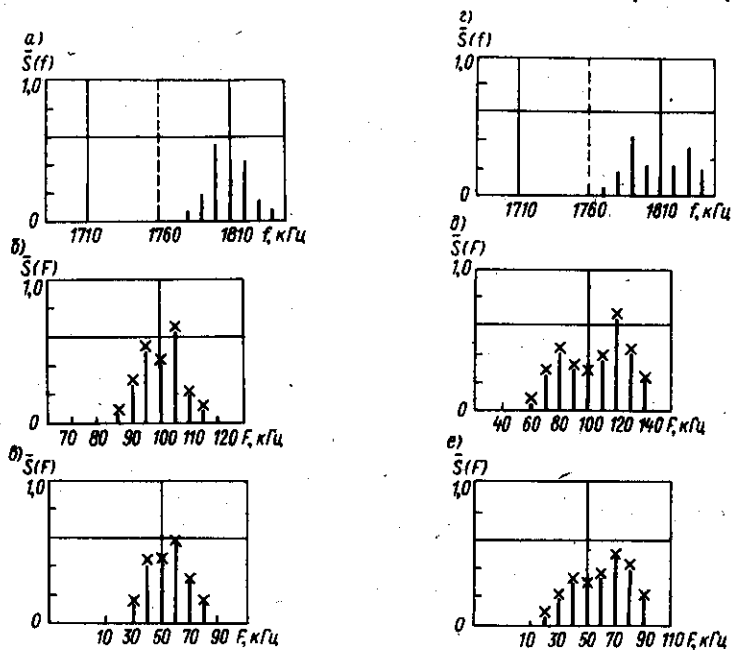 а)
S̄(f)
1,0
0
1710 1760 1810 f, кГц
б)
S̄(F)
1,0
0
70 80 90 100 110 120 F, кГц
в)
S̄(F)
1,0
0
10 30 50 70 90 F, кГц
г)
S̄(f)
1,0
0
1710 1760 1810 f, кГц
д)
S̄(F)
1,0
0
40 60 80 100 120 140 F, кГц
е)
S̄(F)
1,0
0
10 30 50 70 90 110 F, кГц